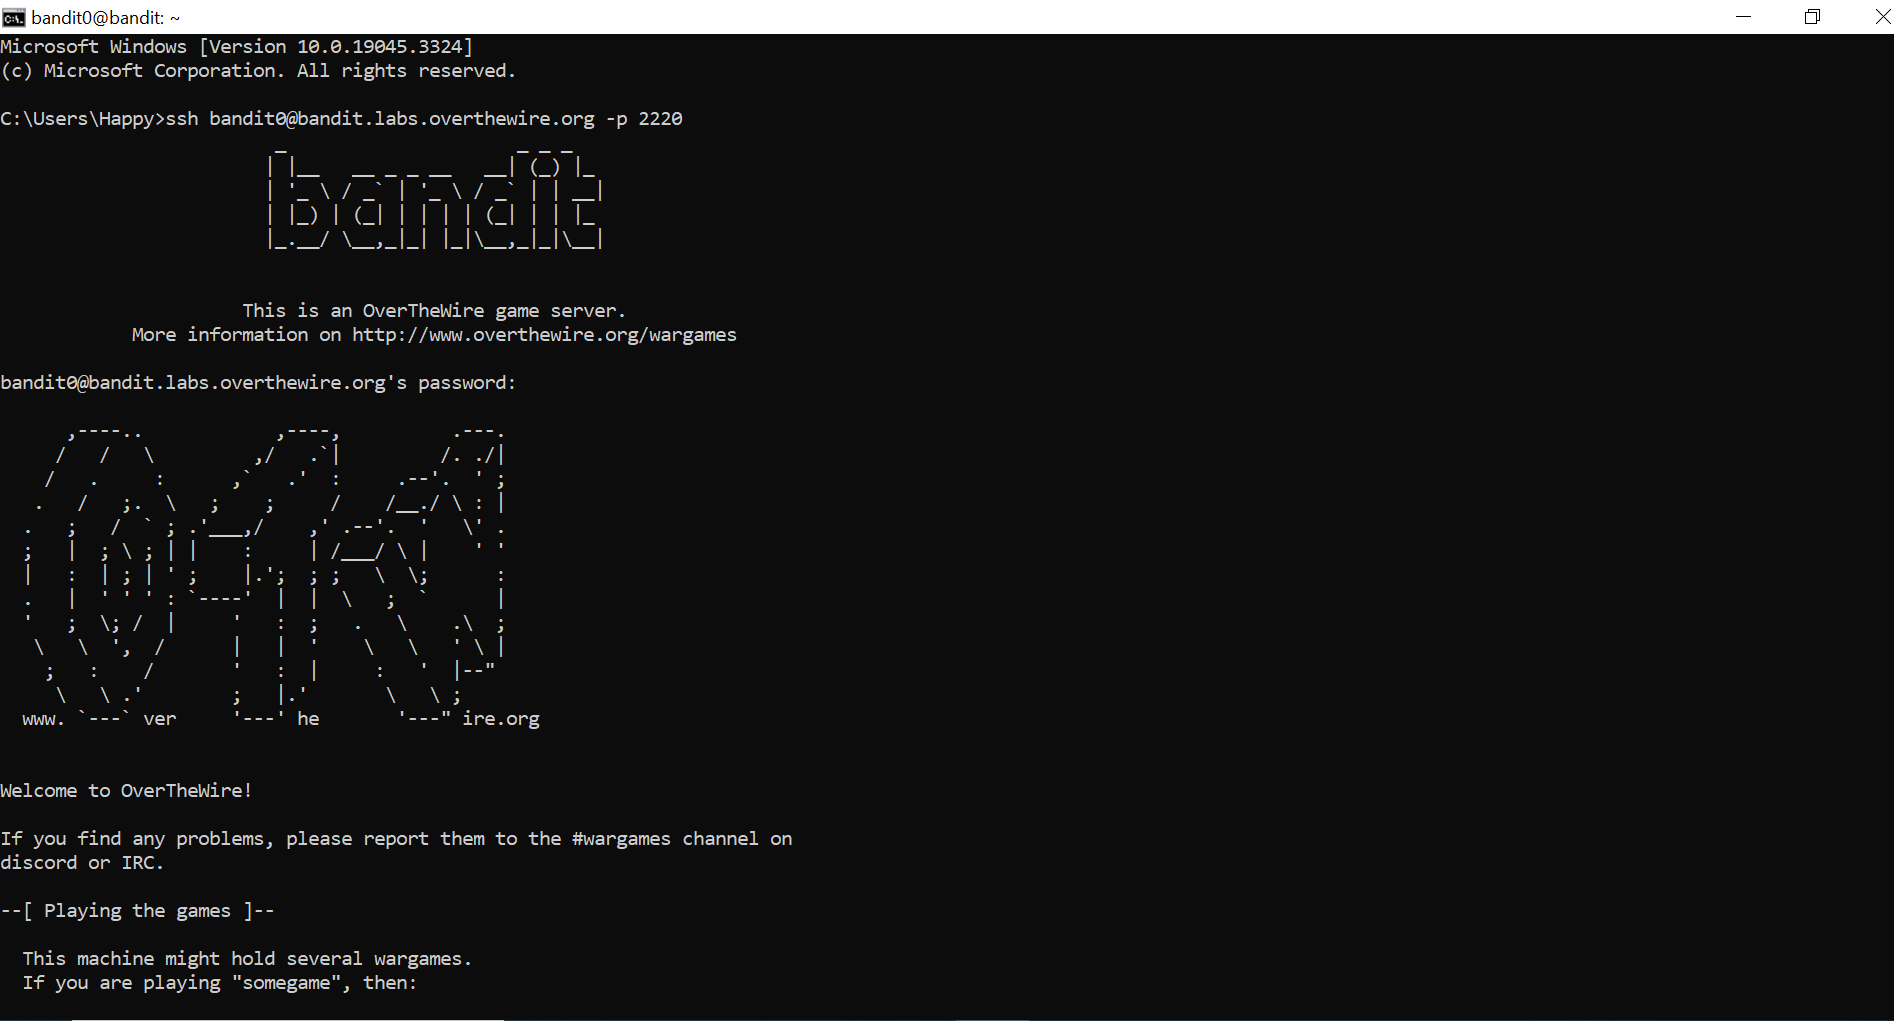 bandit0@bandit: ~
Microsoft Windows [Version 10.0.19045.3324]
(c) Microsoft Corporation. All rights reserved.
C:\Users\Happy>ssh bandit0@bandit.labs.overthewire.org -p 2220
bandit
This is an OverTheWire game server.
More information on http://www.overthewire.org/wargames
bandit0@bandit.labs.overthewire.org's password:
www. ver he ire.org
Welcome to OverTheWire!
If you find any problems, please report them to the #wargames channel on
discord or IRC.
--[ Playing the games ]--
This machine might hold several wargames.
If you are playing "somegame", then: